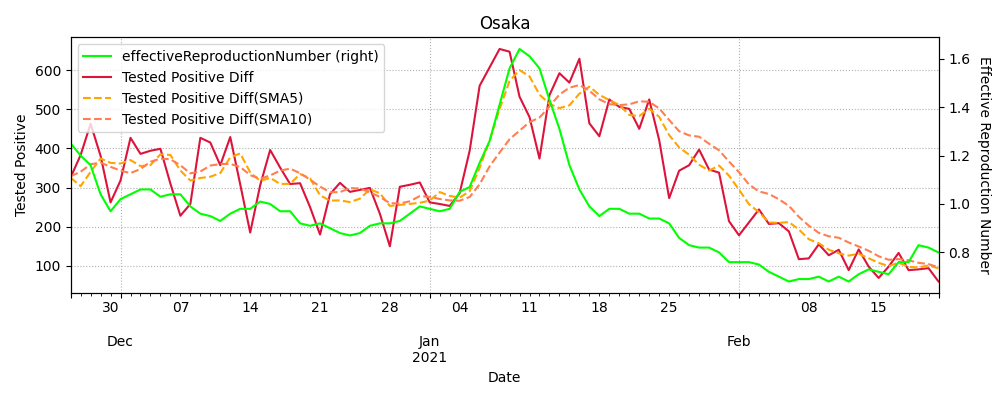 Osaka
effectiveReproductionNumber (right)
Tested Positive Diff
Tested Positive Diff(SMA5)
Tested Positive Diff(SMA10)
Tested Positive
600
500
400
300
200
100
1.6
1.4
1.2
1.0
0.8
Effective Reproduction Number
30 07 14 21 28 04 11 18 25 08 15
Dec Jan Feb
2021
Date